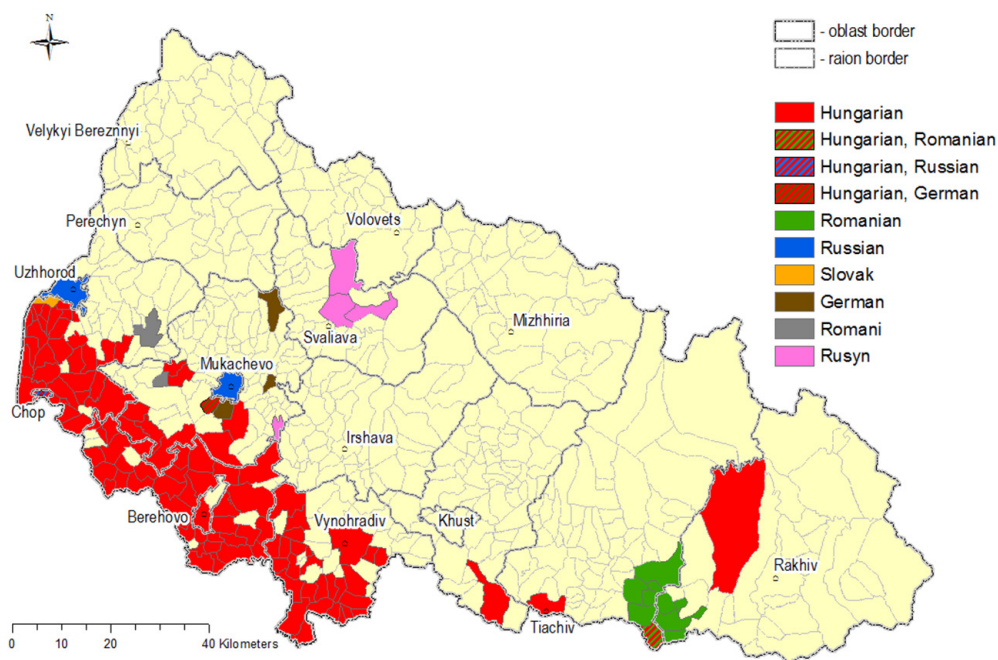 N
- oblast border
- raion border
Hungarian
Hungarian, Romanian
Hungarian, Russian
Hungarian, German
Romanian
Russian
Slovak
German
Romani
Rusyn
Velykyi Bereznnyi
Perechyn
Volovets
Uzhhorod
Svaliava
Mizhhiria
Mukachevo
Chop
Irshava
Berehovo
Vynohradiv
Khust
Rakhiv
Tiachiv
0 10 20 40 Kilometers